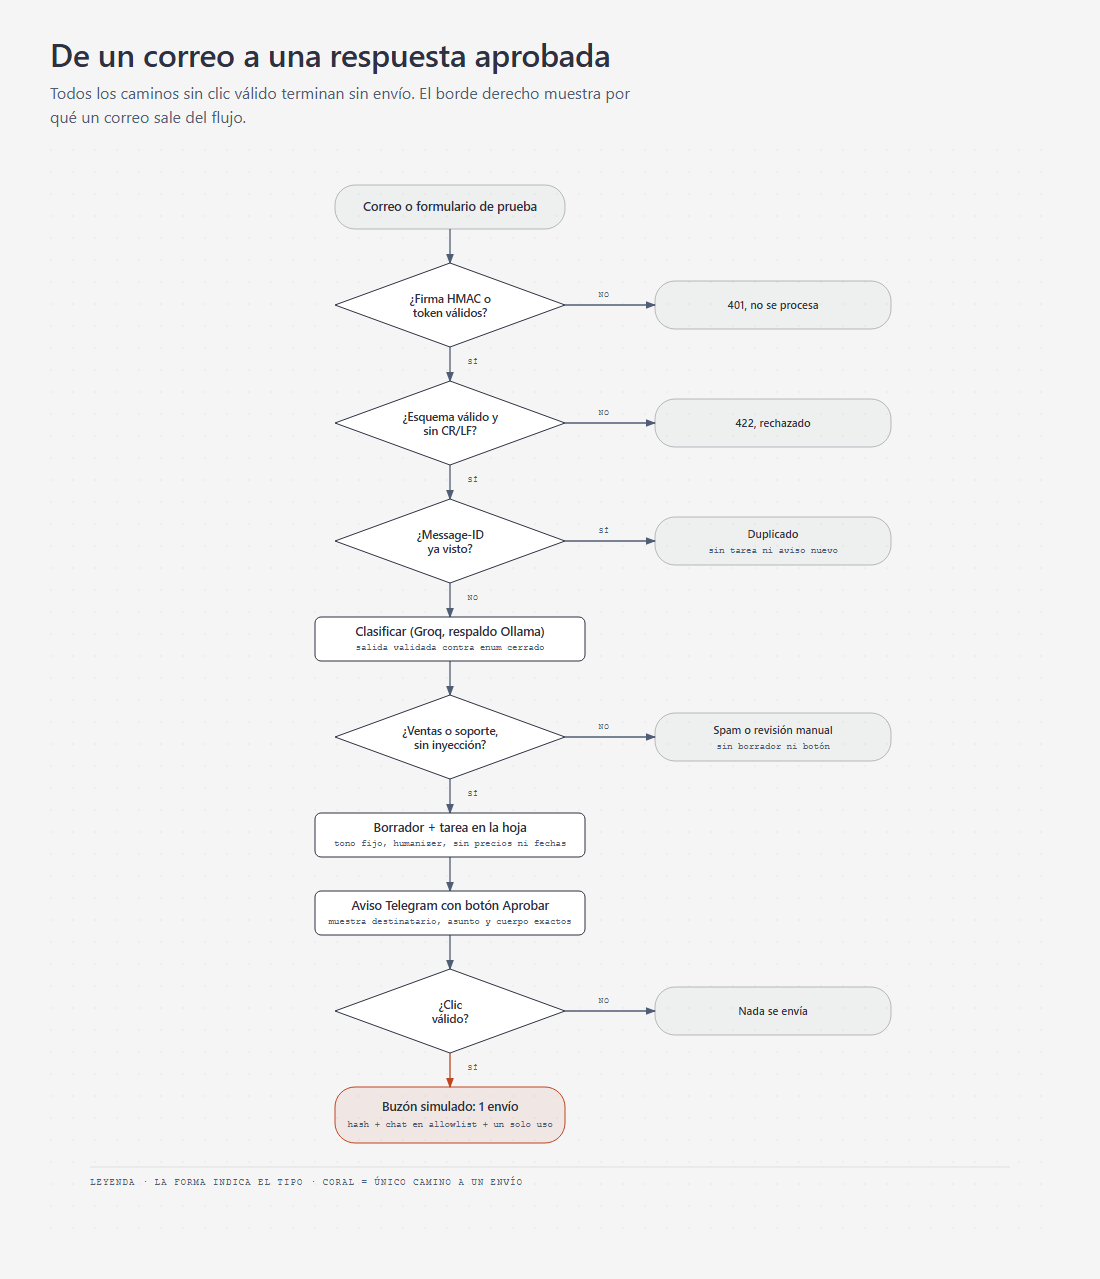 De un correo a una respuesta aprobada
Todos los caminos sin clic válido terminan sin envío. El borde derecho muestra por
qué un correo sale del flujo.
Correo o formulario de prueba
¿Firma HMAC o
token válidos?
NO
401, no se procesa
SÍ
¿Esquema válido y
sin CR/LF?
NO
422, rechazado
SÍ
¿Message-ID
ya visto?
SÍ
Duplicado
sin tarea ni aviso nuevo
NO
Clasificar (Groq, respaldo Ollama)
salida validada contra enum cerrado
¿Ventas o soporte,
sin inyección?
NO
Spam o revisión manual
sin borrador ni botón
SÍ
Borrador + tarea en la hoja
tono fijo, humanizer, sin precios ni fechas
Aviso Telegram con botón Aprobar
muestra destinatario, asunto y cuerpo exactos
¿Clic
válido?
NO
Nada se envía
SÍ
Buzón simulado: 1 envío
hash + chat en allowlist + un solo uso
LEYENDA · LA FORMA INDICA EL TIPO · CORAL = ÚNICO CAMINO A UN ENVÍO